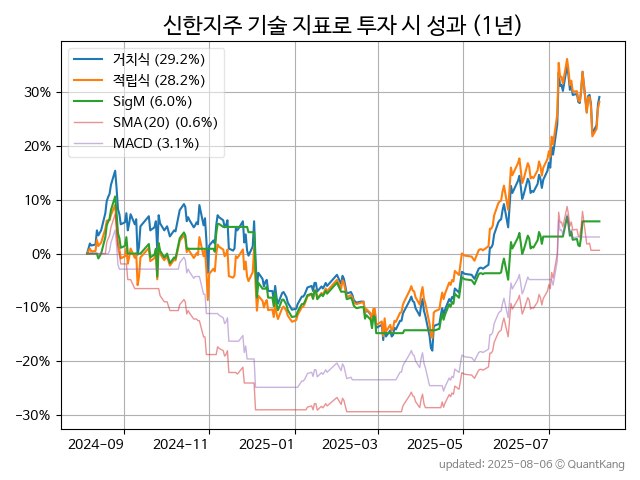 신한지주 기술 지표로 투자 시 성과 (1년)
거치식 (29.2%)
적립식 (28.2%)
SigM (6.0%)
SMA(20) (0.6%)
MACD (3.1%)
30%
20%
10%
0%
−10%
−20%
−30%
2024-09 2024-11 2025-01 2025-03 2025-05 2025-07
updated: 2025-08-06 © QuantKang